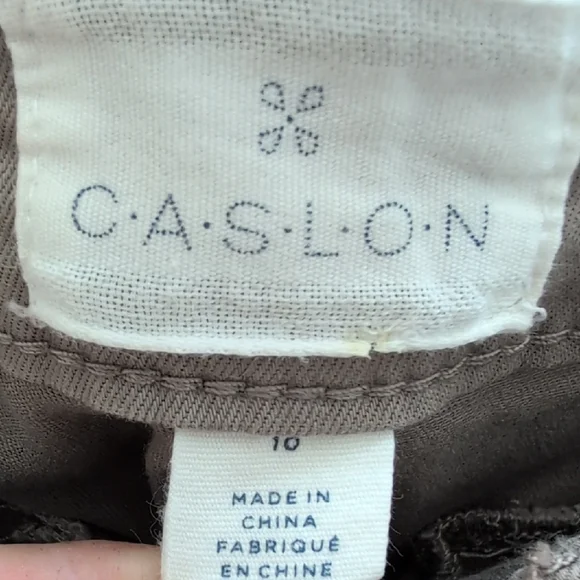 C·A·S·L·O·N
10
MADE IN
CHINA
FABRIQUÉ
EN CHINE